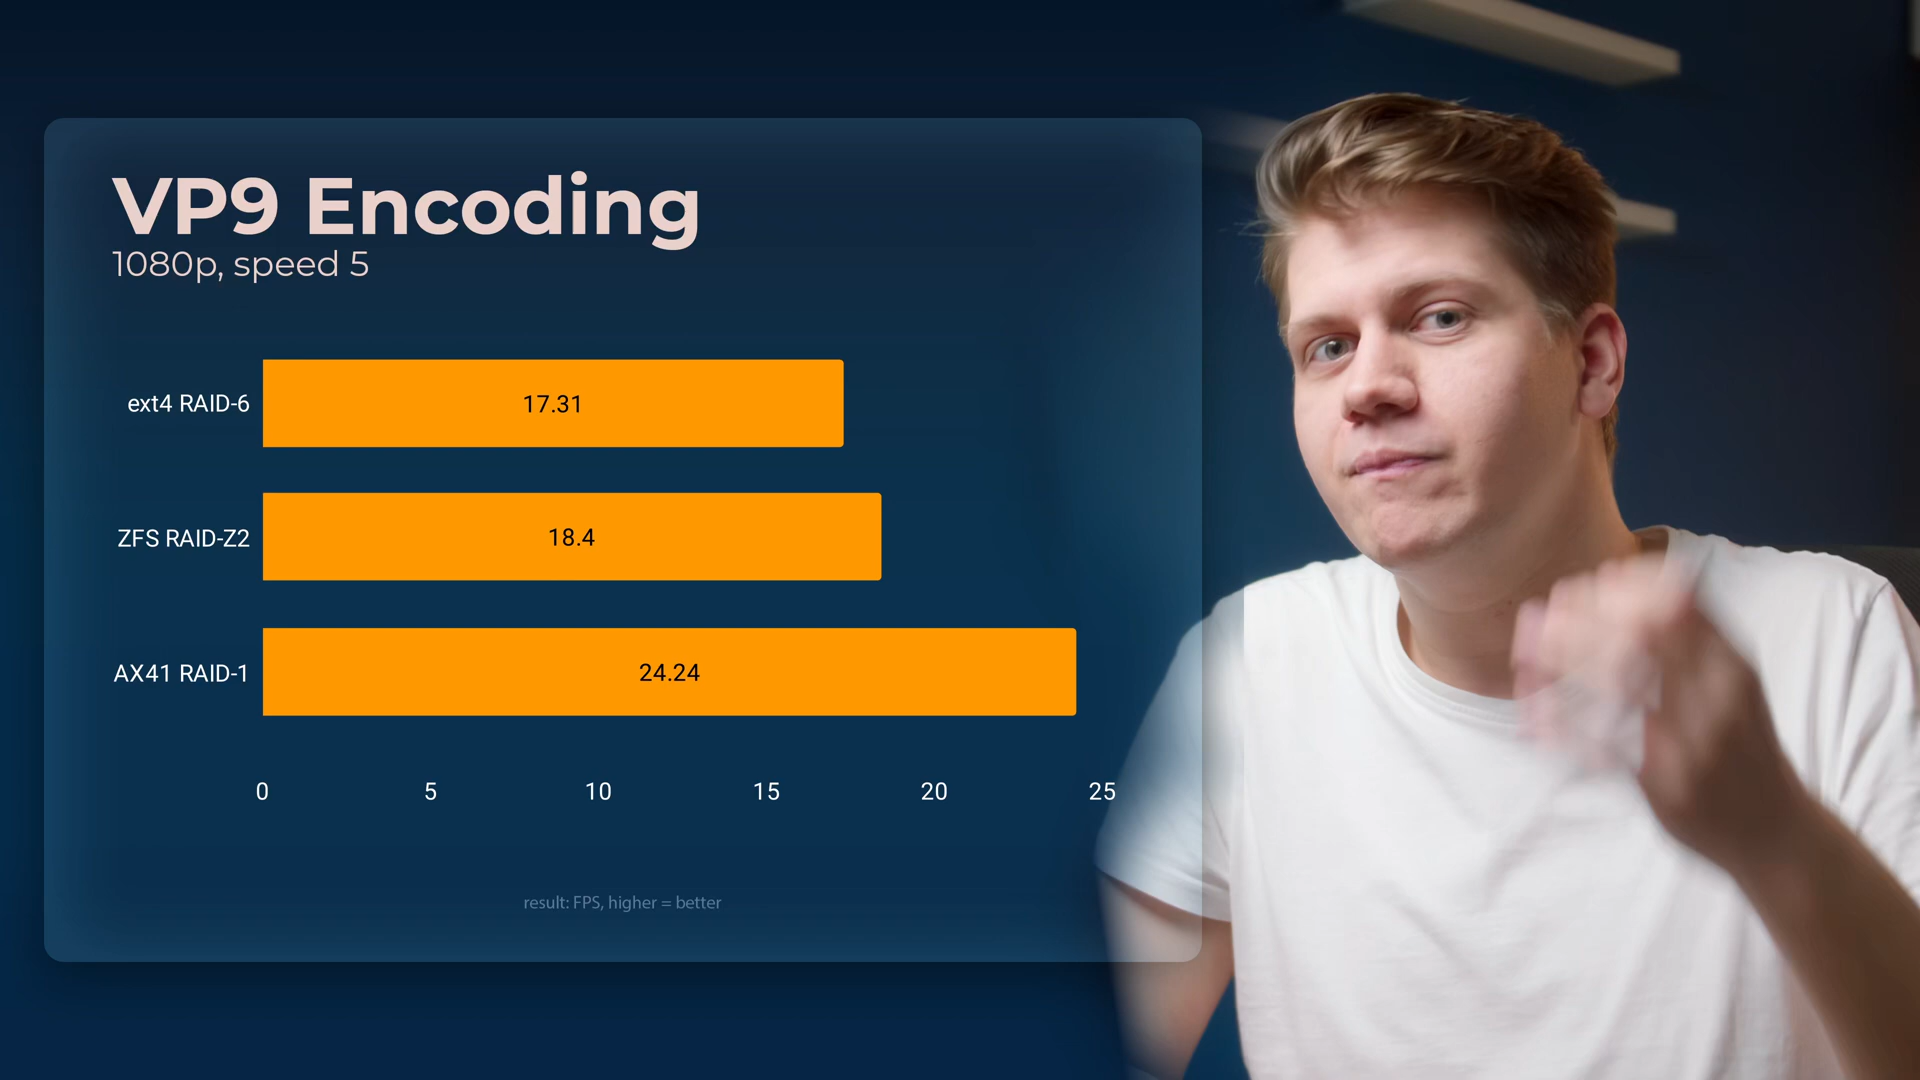 VP9 Encoding
1080p, speed 5
ext4 RAID-6
17.31
ZFS RAID-Z2
18.4
AX41 RAID-1
24.24
0 5 10 15 20 25
result: FPS, higher = better